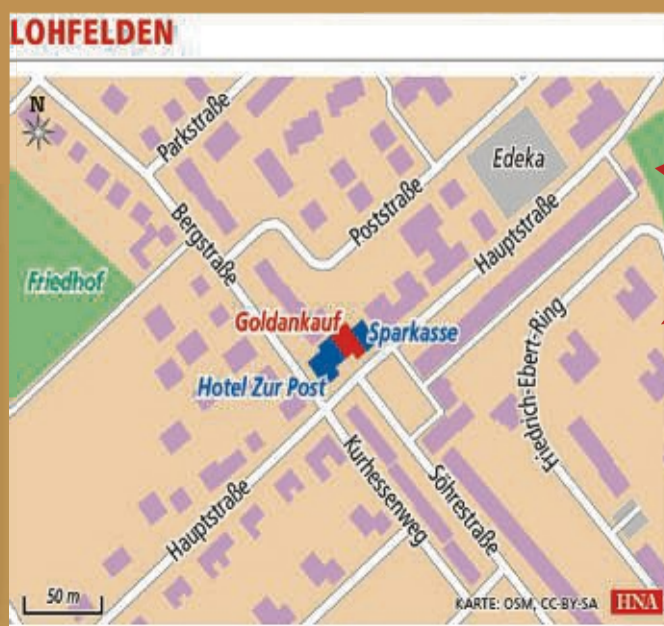 LOHFELDEN
N
Parkstraße
Edeka
Poststraße
Hauptstraße
Bergstraße
Friedhof
Goldankauf
Sparkasse
Hotel Zur Post
Friedrich-Ebert-Ring
Kurhessenweg
Söhrestraße
Hauptstraße
50 m
KARTE: OSM, CC-BY-SA
HNA